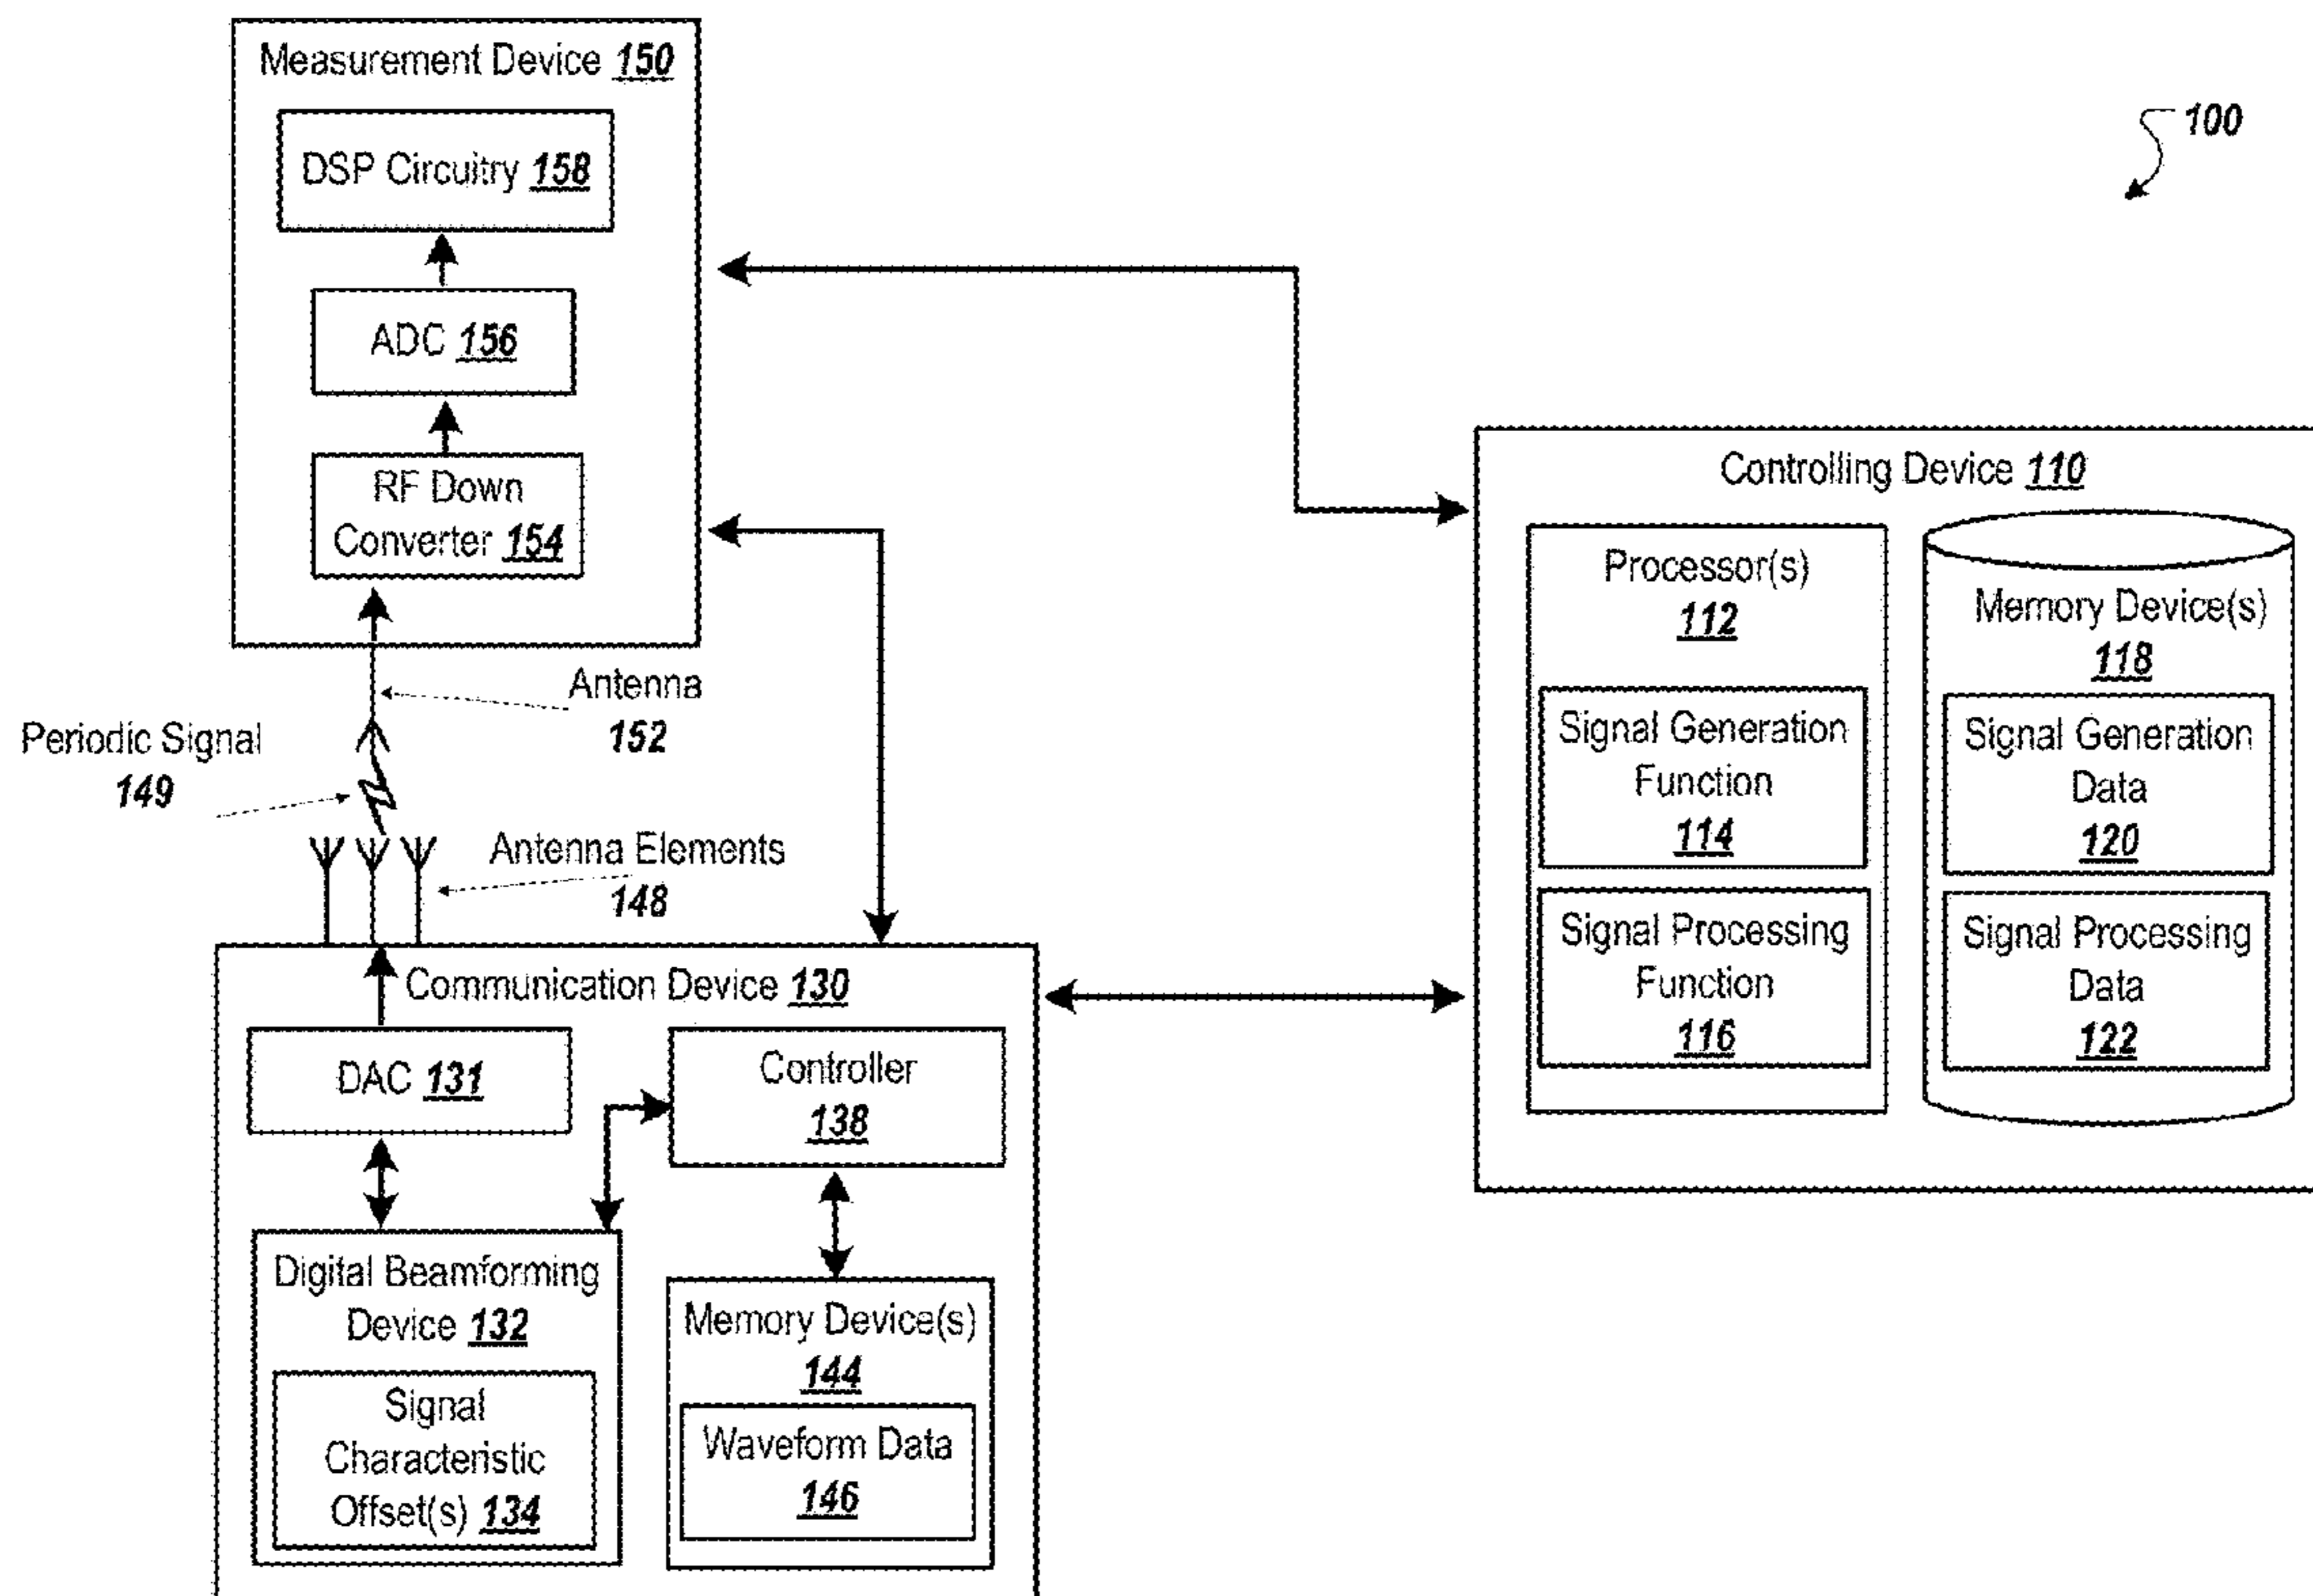 Measurement Device 150
DSP Circuitry 158
ADC 156
RF Down
Converter 154
Antenna
152
Periodic Signal
149
Antenna Elements
148
100
Controlling Device 110
Processor(s)
112
Signal Generation
Function
114
Signal Processing
Function
116
Memory Device(s)
118
Signal Generation
Data
120
Signal Processing
Data
122
Communication Device 130
DAC 131
Controller
138
Digital Beamforming
Device 132
Signal
Characteristic
Offset(s) 134
Memory Device(s)
144
Waveform Data
146